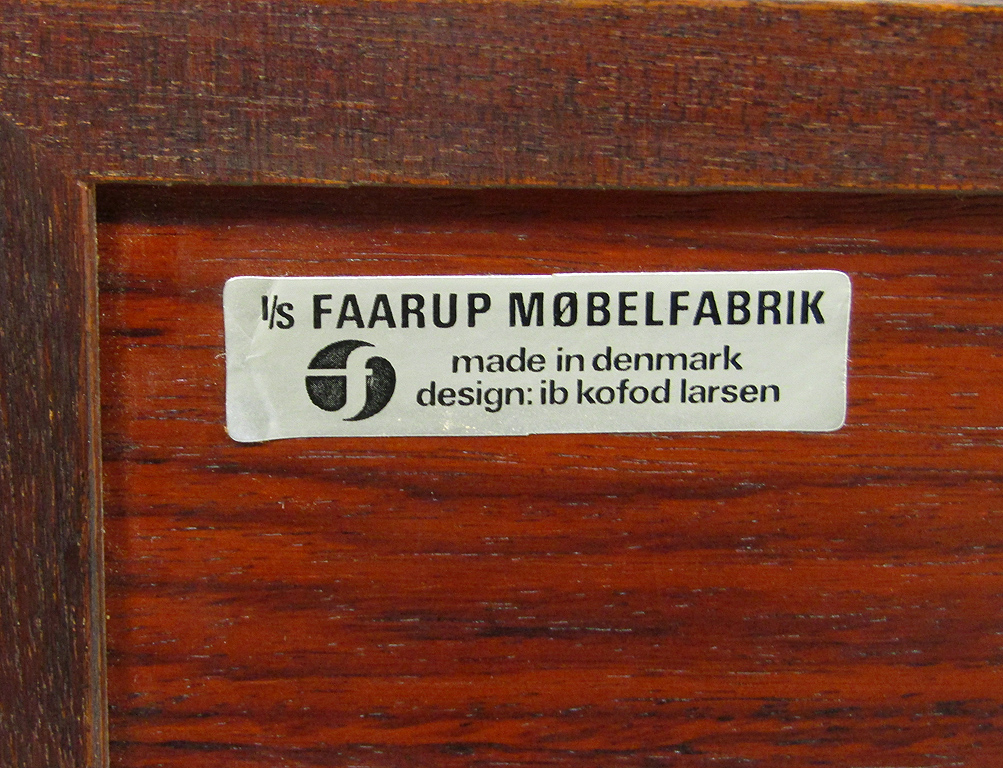 I/S FAARUP MØBELFABRIK
f
made in denmark
design: ib kofod larsen